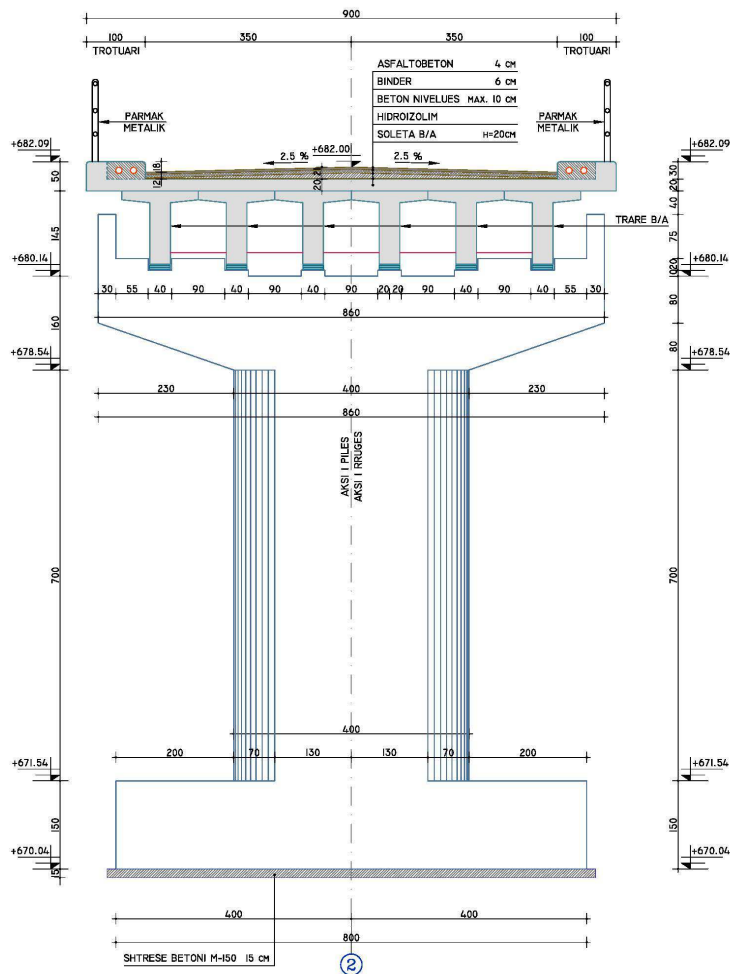 900
100 350 350 100
TROTUARI TROTUARI
ASFALTOBETON 4 CM
BINDER 6 CM
BETON NIVELUES MAX. 10 CM
HIDROIZOLIM
SOLETA B/A H=20CM
PARMAK
METALIK
PARMAK
METALIK
+682.09 +682.09
2.5 % +682.00 2.5 %
50 12 18 20 21 30 20
40
145 75
TRARE B/A
+680.14 +680.14
10 20
30 55 40 90 40 90 40 90 20 20 90 40 90 40 55 30
860
160 80
80
+678.54 +678.54
230 400 230
860
AKSI I PILES
AKSI I RRUGES
700 700
400
200 70 130 130 70 200
+671.54 +671.54
150 150
+670.04 +670.04
15
400 400
800
SHTRESE BETONI M-150 15 CM
2